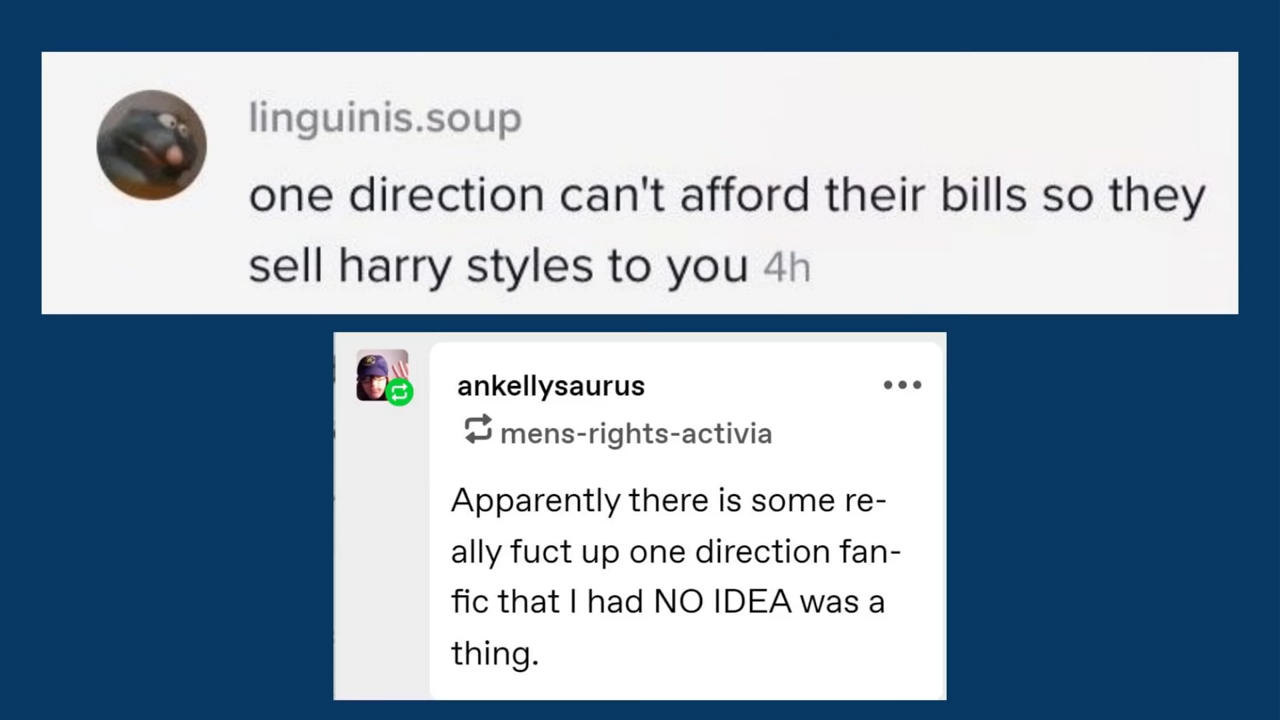 linguinis.soup
one direction can't afford their bills so they
sell harry styles to you 4h
ankellysaurus
mens-rights-activia
Apparently there is some re-
ally fuct up one direction fan-
fic that I had NO IDEA was a
thing.